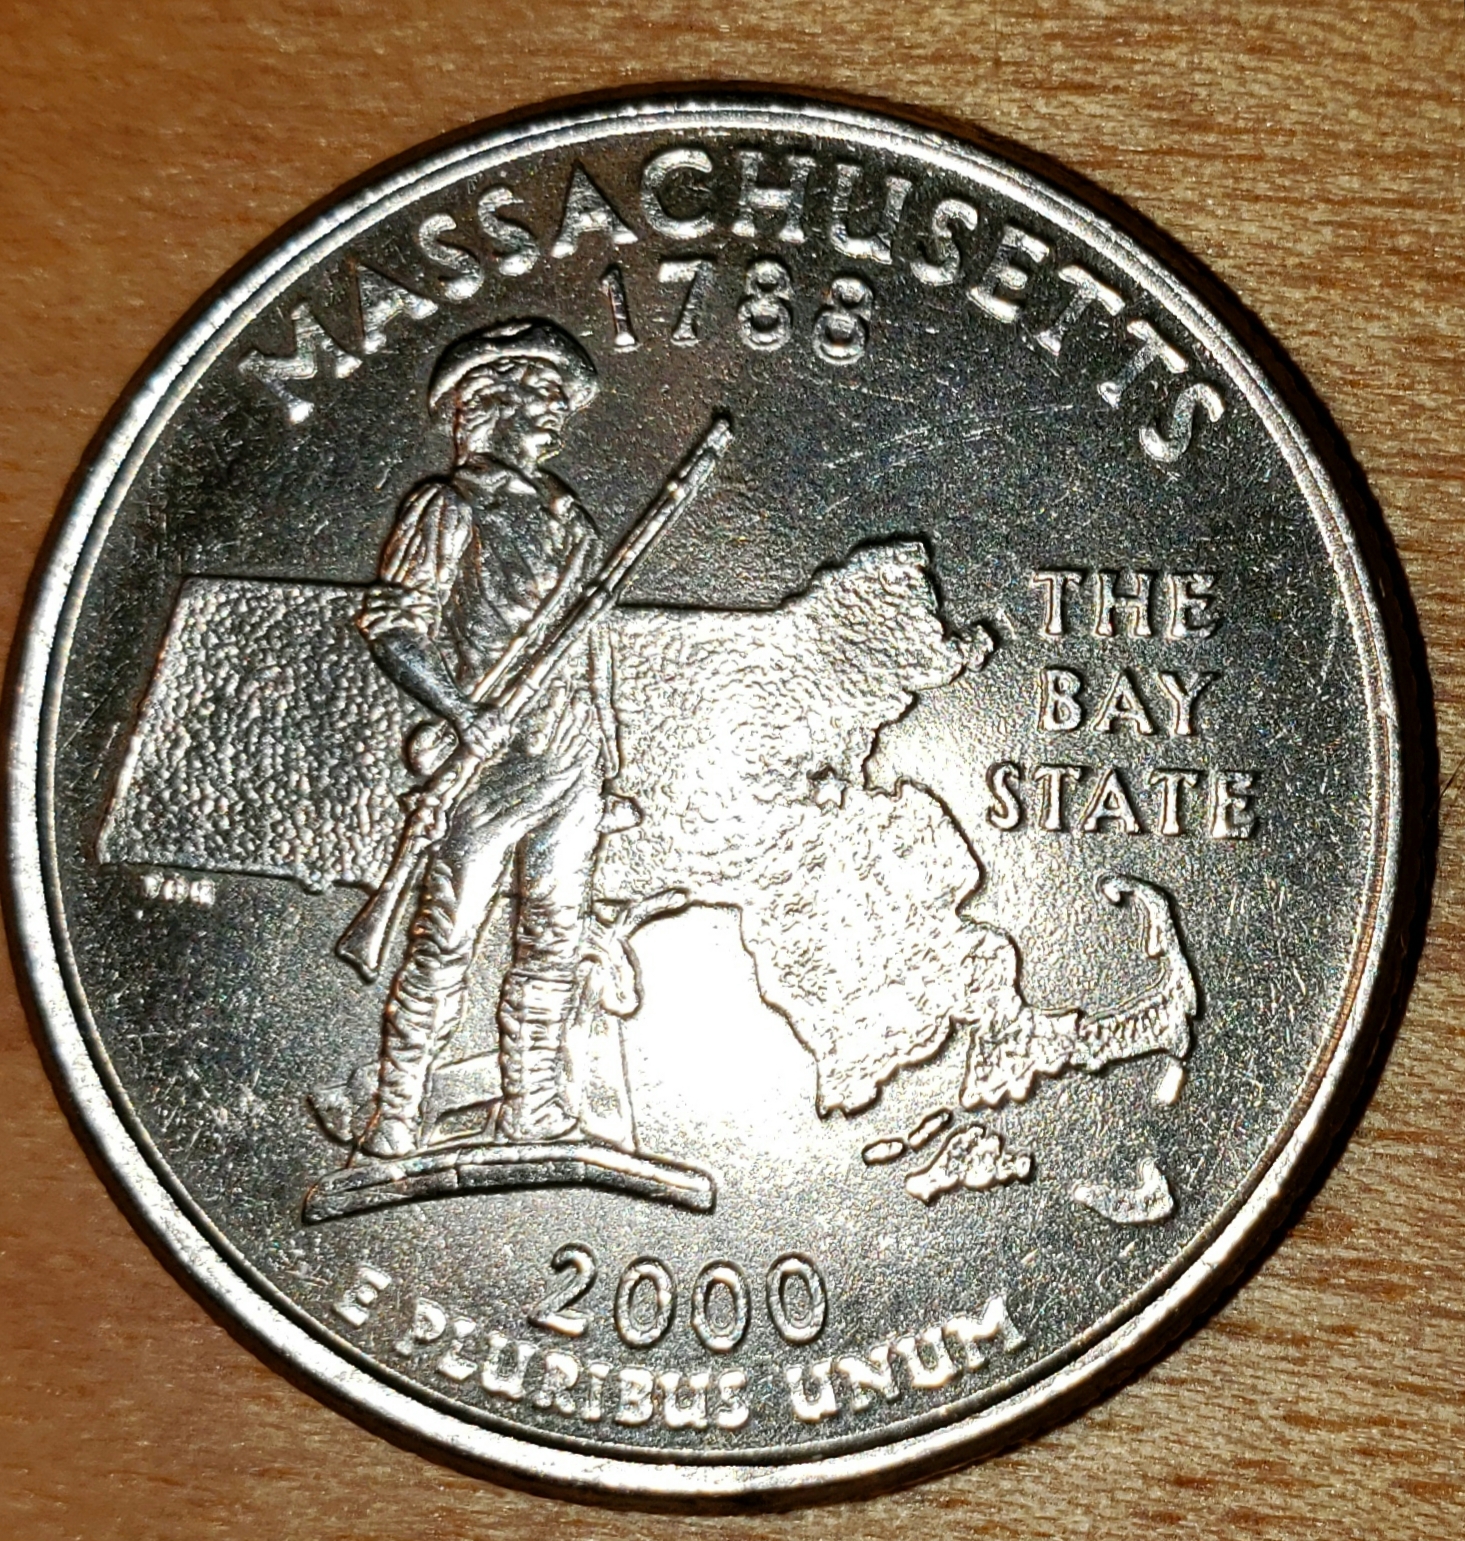 MASSACHUSETTS
1788
THE
BAY
STATE
2000
E PLURIBUS UNUM